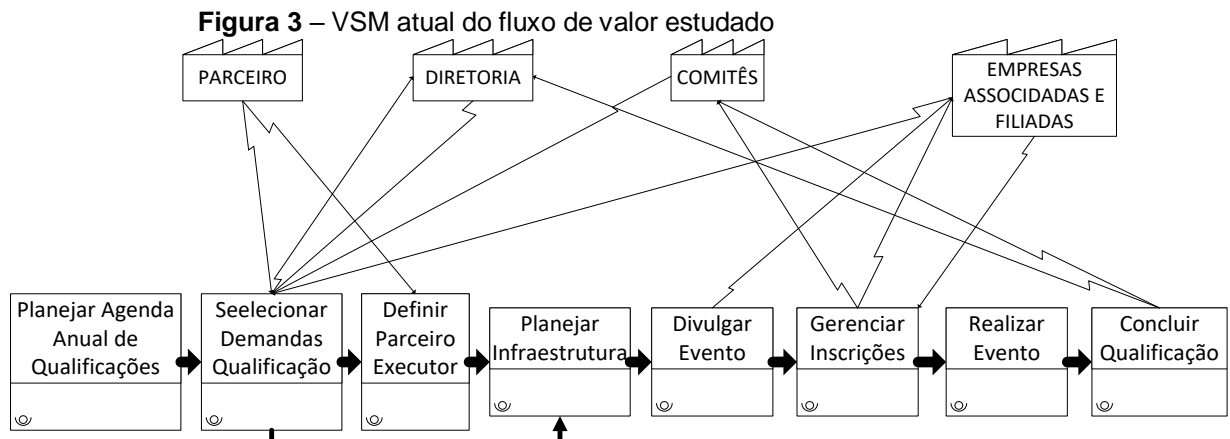 Figura 3 – VSM atual do fluxo de valor estudado
PARCEIRO
DIRETORIA
COMITÊS
EMPRESAS
ASSOCIDADAS E
FILIADAS
Planejar Agenda
Anual de
Qualificações
Seelecionar
Demandas
Qualificação
Definir
Parceiro
Executor
Planejar
Infraestrutura
Divulgar
Evento
Gerenciar
Inscrições
Realizar
Evento
Concluir
Qualificação